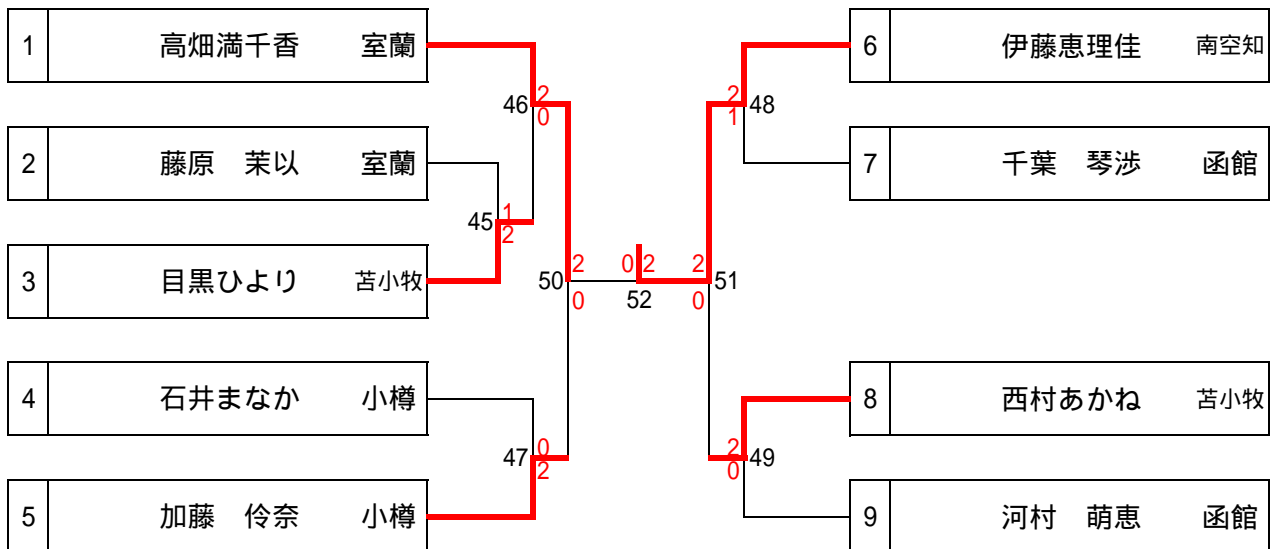 1 高畑満千香 室蘭
6 伊藤恵理佳 南空知
46 2 0
2 1 48
2 藤原 茉以 室蘭
7 千葉 琴渉 函館
45 1 2
3 目黒ひより 苫小牧
50 2 0
0 2 52
2 0 51
4 石井まなか 小樽
8 西村あかね 苫小牧
47 0 2
2 0 49
5 加藤 伶奈 小樽
9 河村 萌恵 函館